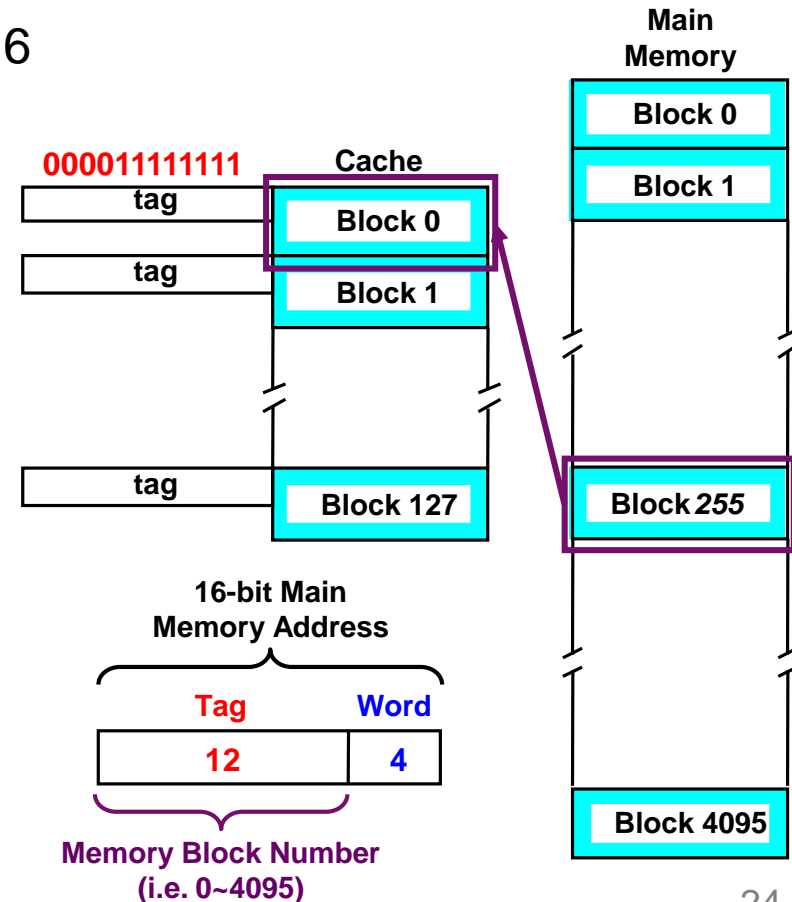 6
Main
Memory
Block 0
Block 1
Block 255
Block 4095
000011111111
Cache
tag
Block 0
tag
Block 1
tag
Block 127
16-bit Main
Memory Address
Tag
Word
12
4
Memory Block Number
(i.e. 0~4095)
24